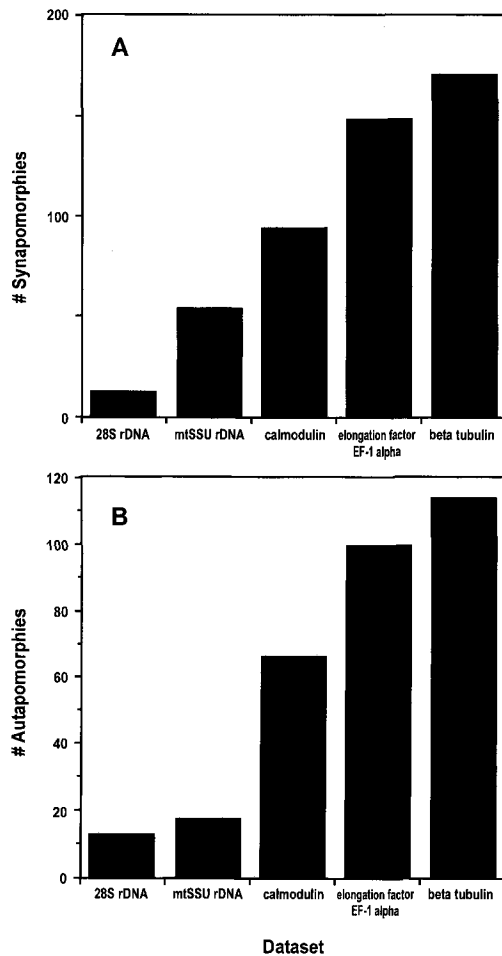 A
200
100
0
# Synapomorphies
28S rDNA
mtSSU rDNA
calmodulin
elongation factor
EF-1 alpha
beta tubulin
B
120
100
80
60
40
20
0
# Autapomorphies
28S rDNA
mtSSU rDNA
calmodulin
elongation factor
EF-1 alpha
beta tubulin
Dataset